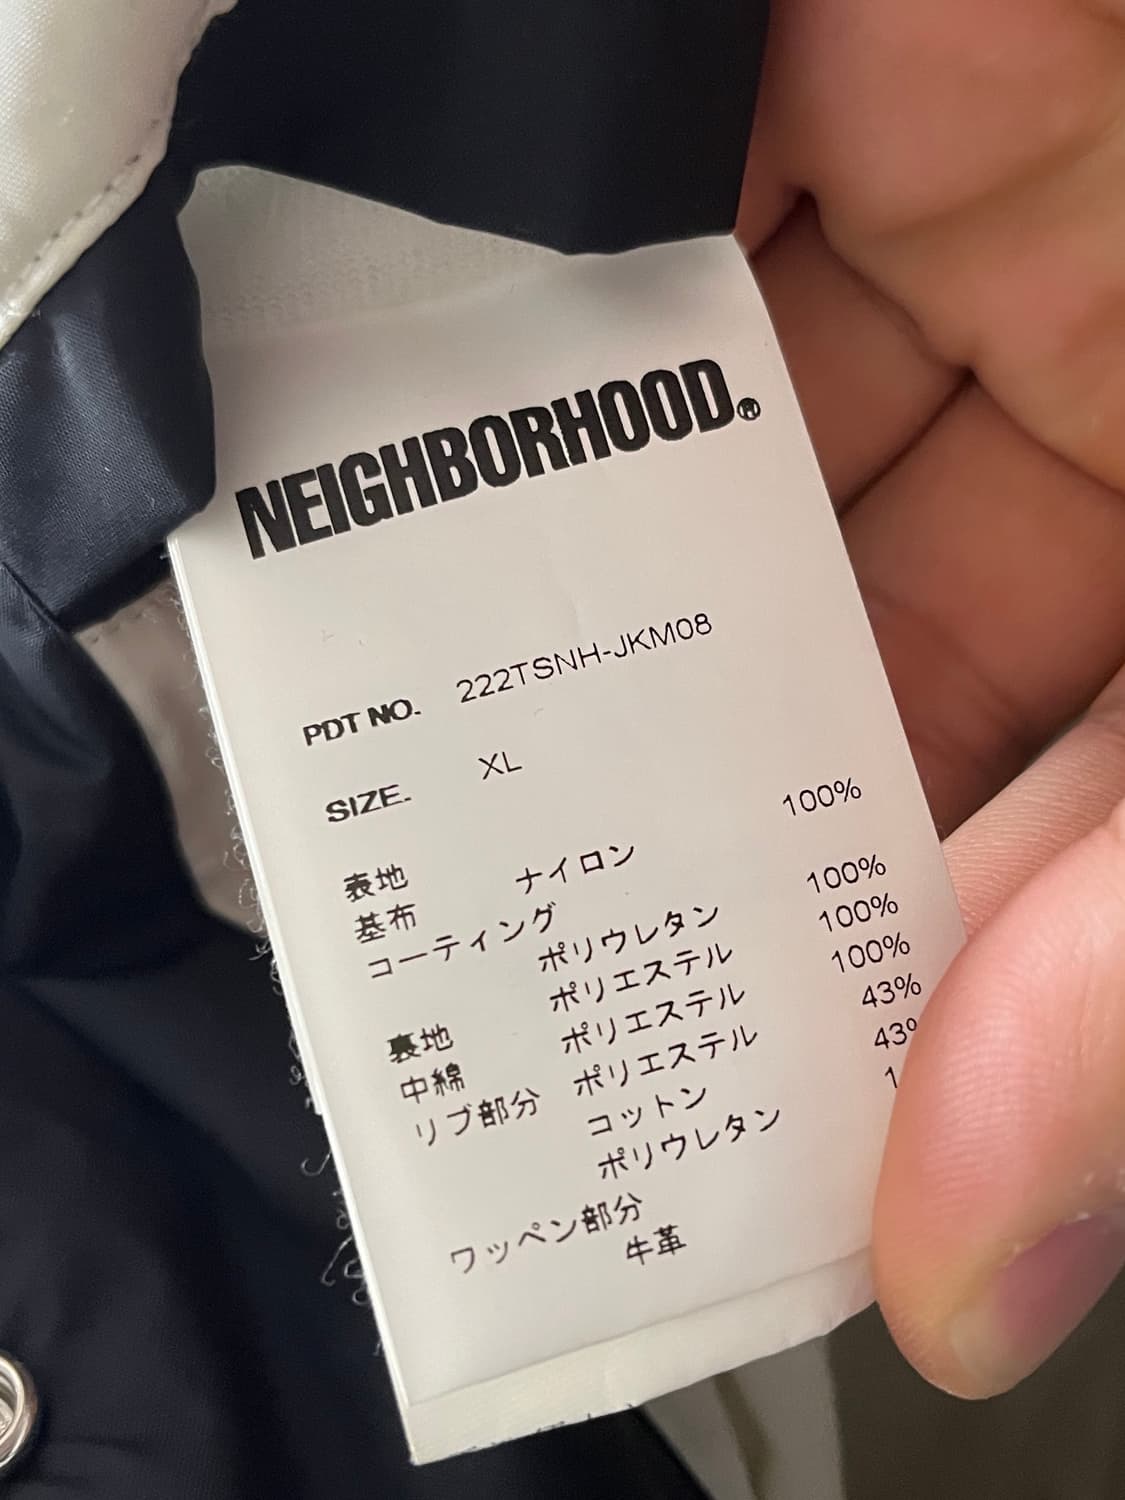 NEIGHBORHOOD®
PDT NO. 222TSNH-JKM08
SIZE. XL
表地
基布 ナイロン 100%
コーティング
ポリウレタン 100%
裏地 ポリエステル 100%
中綿 ポリエステル 100%
リブ部分 ポリエステル 43%
コットン 43%
ポリウレタン
ワッペン部分
牛革